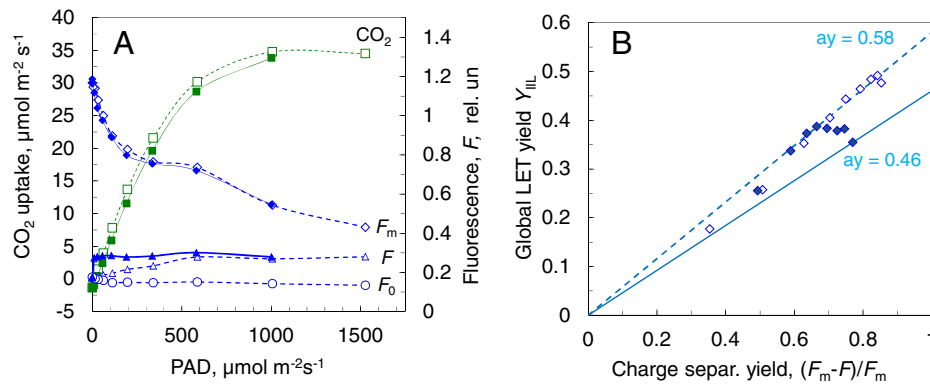 A
CO2
CO2 uptake, µmol m-2 s-1
40
35
30
25
20
15
10
5
0
-5
0
500
1000
1500
PAD, µmol m-2s-1
1.4
1.2
1
0.8
0.6
0.4
0.2
0
Fluorescence, F, rel. un
Fm
F
F0
B
ay = 0.58
ay = 0.46
Global LET yield YIIL
0.6
0.5
0.4
0.3
0.2
0.1
0
0
0.2
0.4
0.6
0.8
1
Charge separ. yield, (Fm-F)/Fm